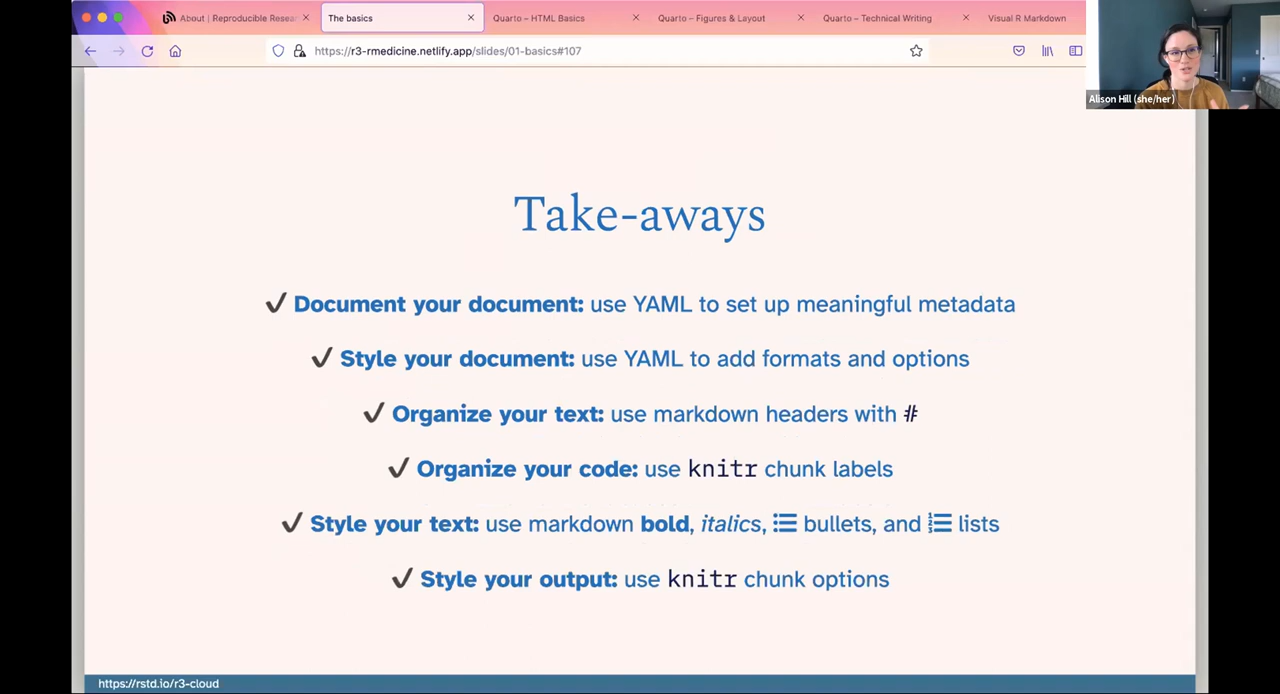 About | Reproducible Resear
The basics
Quarto – HTML Basics
Quarto – Figures & Layout
Quarto – Technical Writing
Visual R Markdown
https://r3-rmedicine.netlify.app/slides/01-basics#107
Alison Hill (she/her)
Take-aways
✔ Document your document: use YAML to set up meaningful metadata
✔ Style your document: use YAML to add formats and options
✔ Organize your text: use markdown headers with #
✔ Organize your code: use knitr chunk labels
✔ Style your text: use markdown bold, italics, bullets, and lists
✔ Style your output: use knitr chunk options
https://rstd.io/r3-cloud